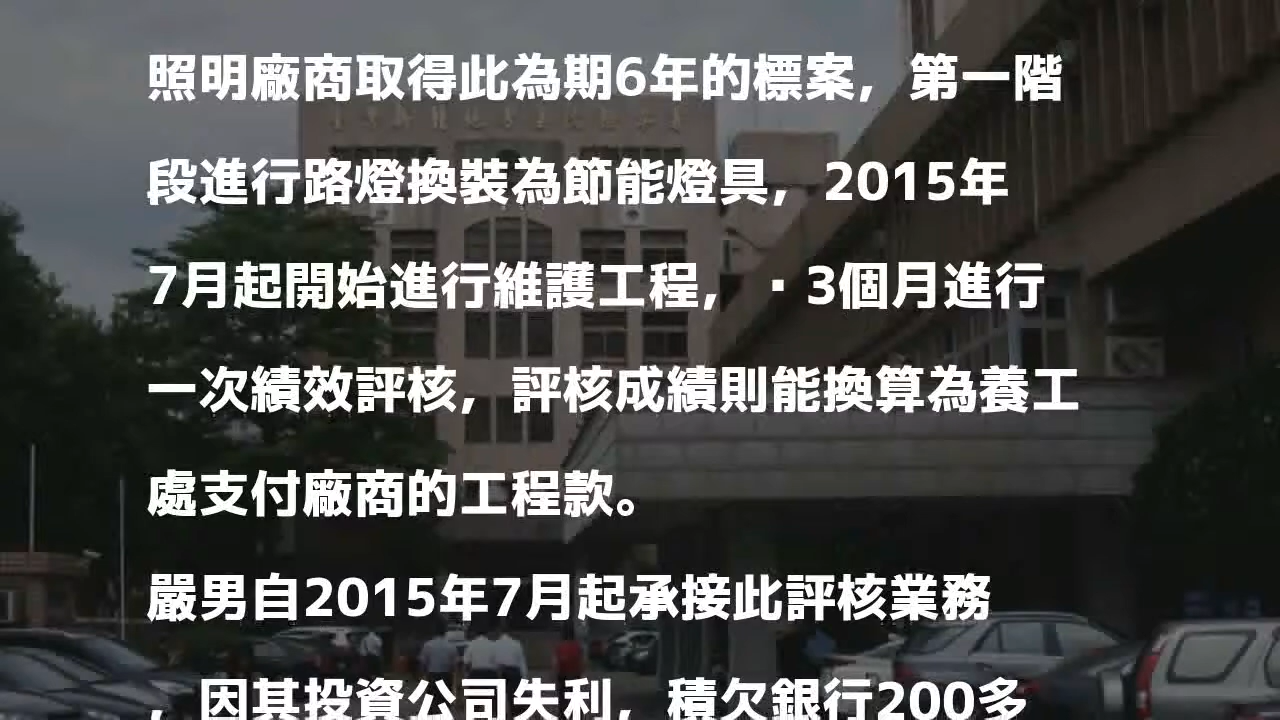 照明廠商取得此為期6年的標案，第一階
段進行路燈換裝為節能燈具，2015年
7月起開始進行維護工程，▪3個月進行
一次績效評核，評核成績則能換算為養工
處支付廠商的工程款。
嚴男自2015年7月起承接此評核業務
，因其投資公司失利，積欠銀行200多